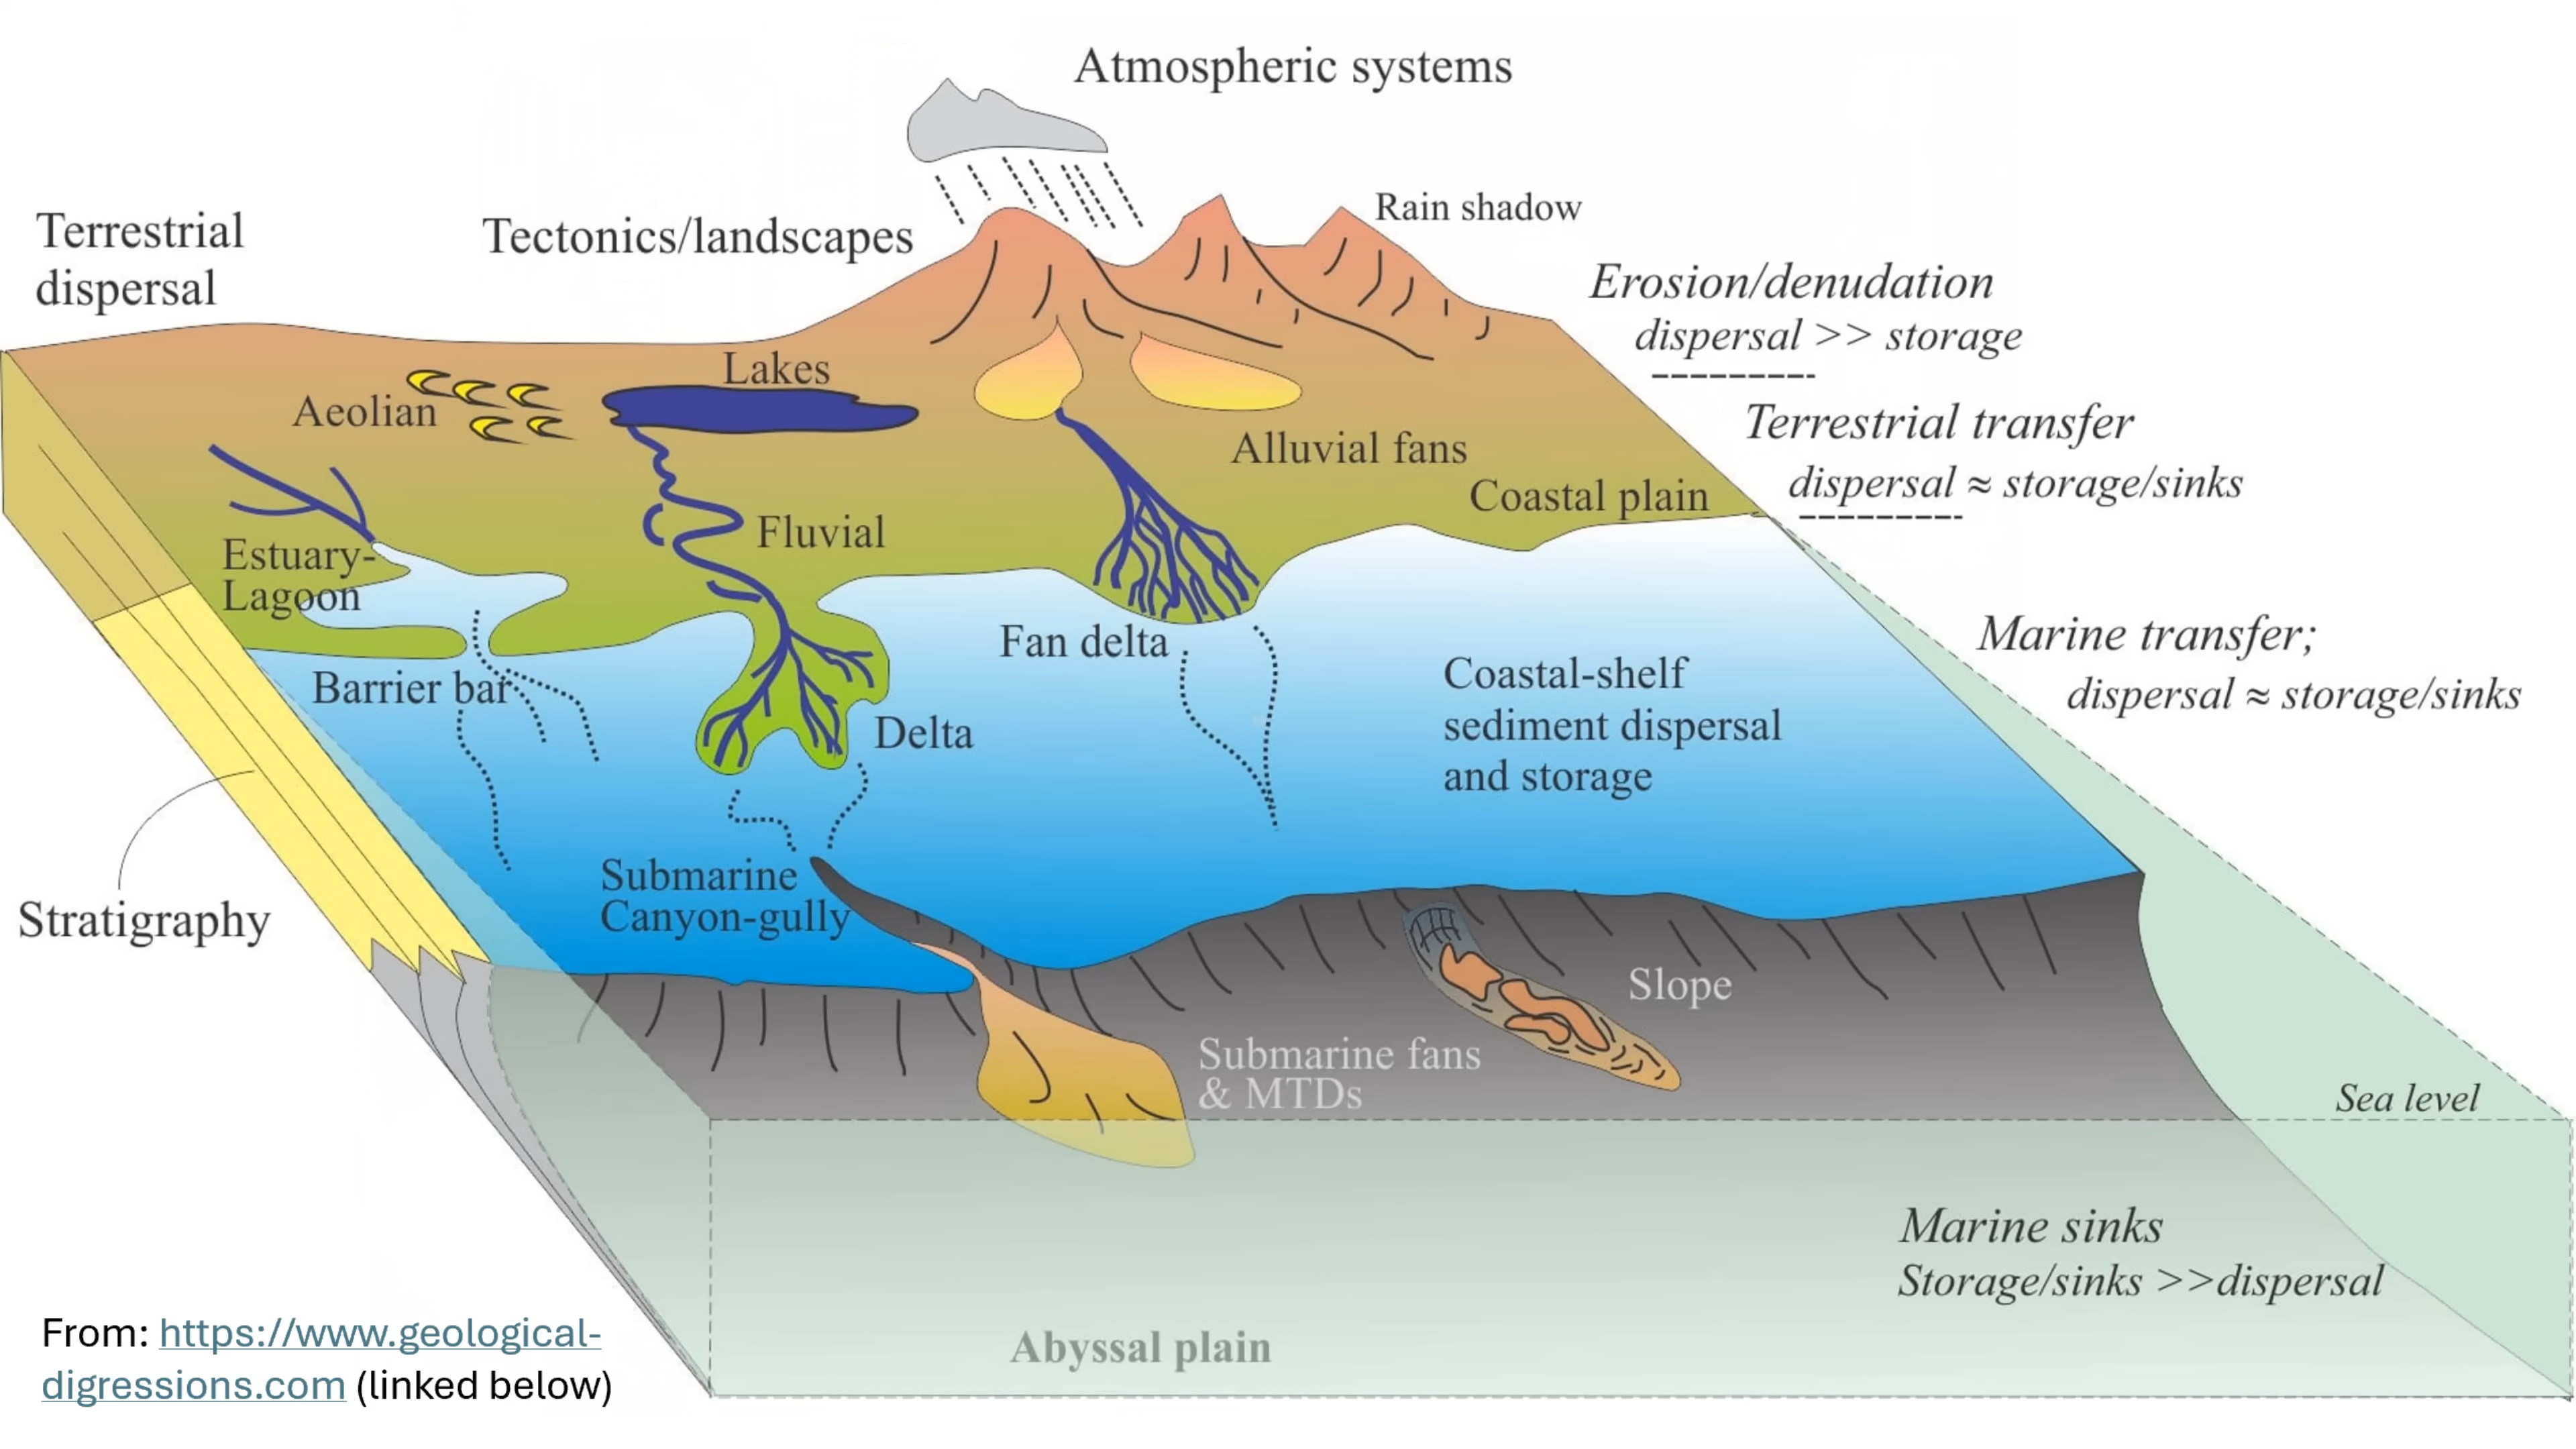 Atmospheric systems
Rain shadow
Terrestrial
dispersal
Tectonics/landscapes
Erosion/denudation
dispersal >> storage
Lakes
Aeolian
Terrestrial transfer
dispersal ≈ storage/sinks
Alluvial fans
Coastal plain
Fluvial
Estuary-
Lagoon
Fan delta
Marine transfer;
dispersal ≈ storage/sinks
Barrier bar
Delta
Coastal-shelf
sediment dispersal
and storage
Submarine
Canyon-gully
Stratigraphy
Slope
Submarine fans
& MTDs
Sea level
Marine sinks
Storage/sinks >>dispersal
Abyssal plain
From: https://www.geological-
digressions.com (linked below)